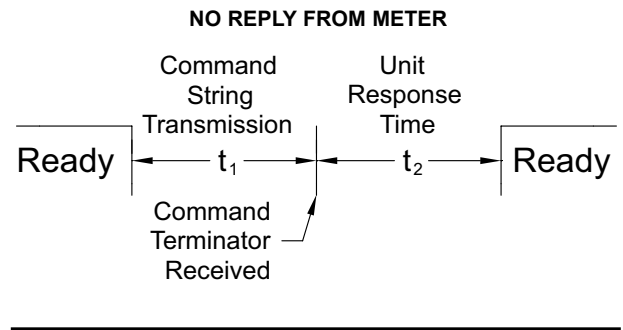 NO REPLY FROM METER
Command
String
Transmission
Unit
Response
Time
Ready
t₁
t₂
Ready
Command
Terminator
Received